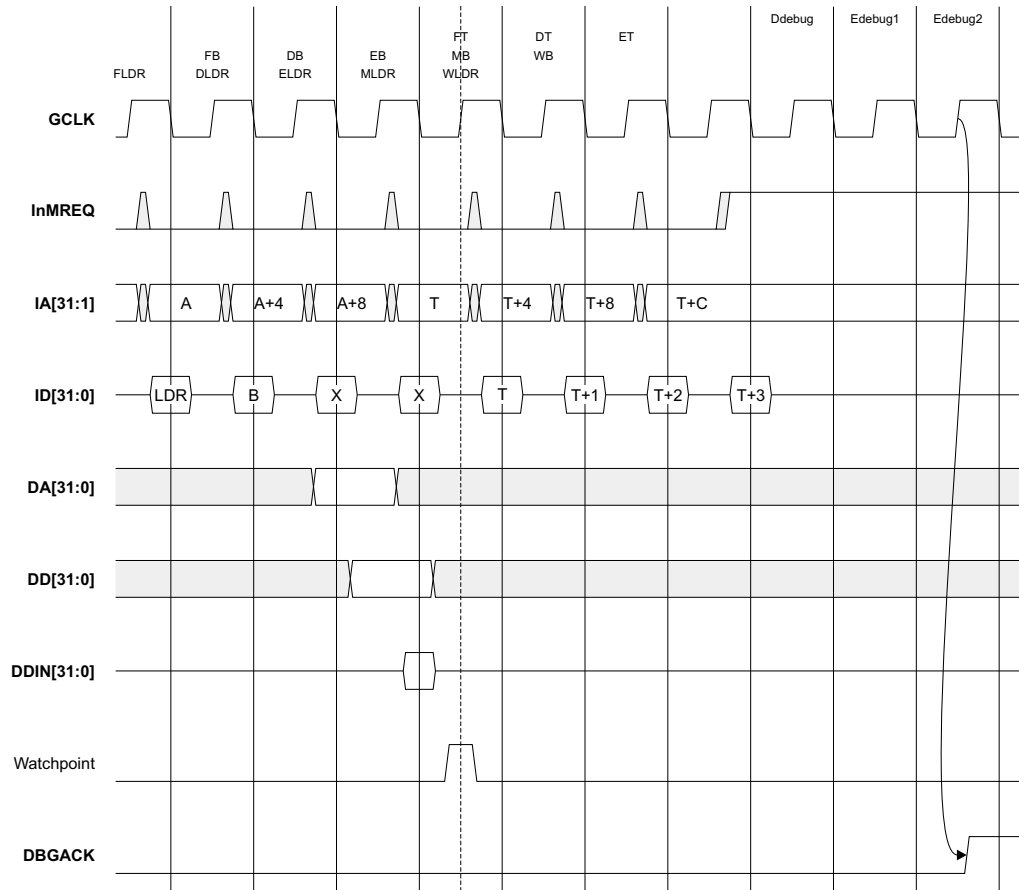 Ddebug Edebug1 Edebug2
FT DT ET
FB DB EB MB WB
FLDR DLDR ELDR MLDR WLDR
GCLK
InMREQ
IA[31:1] A A+4 A+8 T T+4 T+8 T+C
ID[31:0] LDR B X X T T+1 T+2 T+3
DA[31:0]
DD[31:0]
DDIN[31:0]
Watchpoint
DBGACK